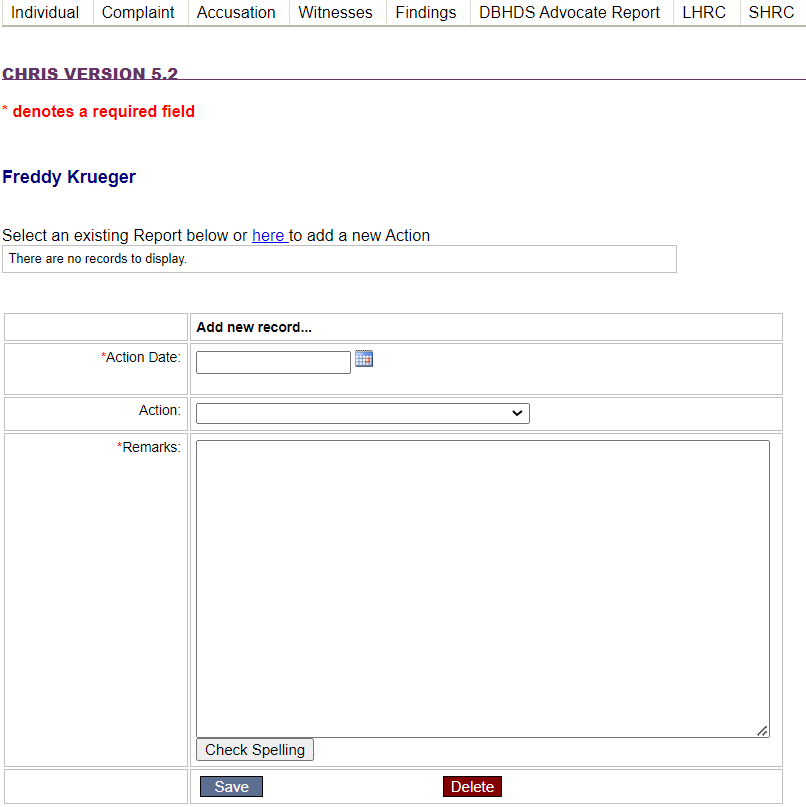 Individual Complaint Accusation Witnesses Findings DBHDS Advocate Report LHRC SHRC
CHRIS VERSION 5.2
* denotes a required field
Freddy Krueger
Select an existing Report below or here to add a new Action
There are no records to display.
Add new record...
*Action Date:
Action:
*Remarks:
Check Spelling
Save Delete